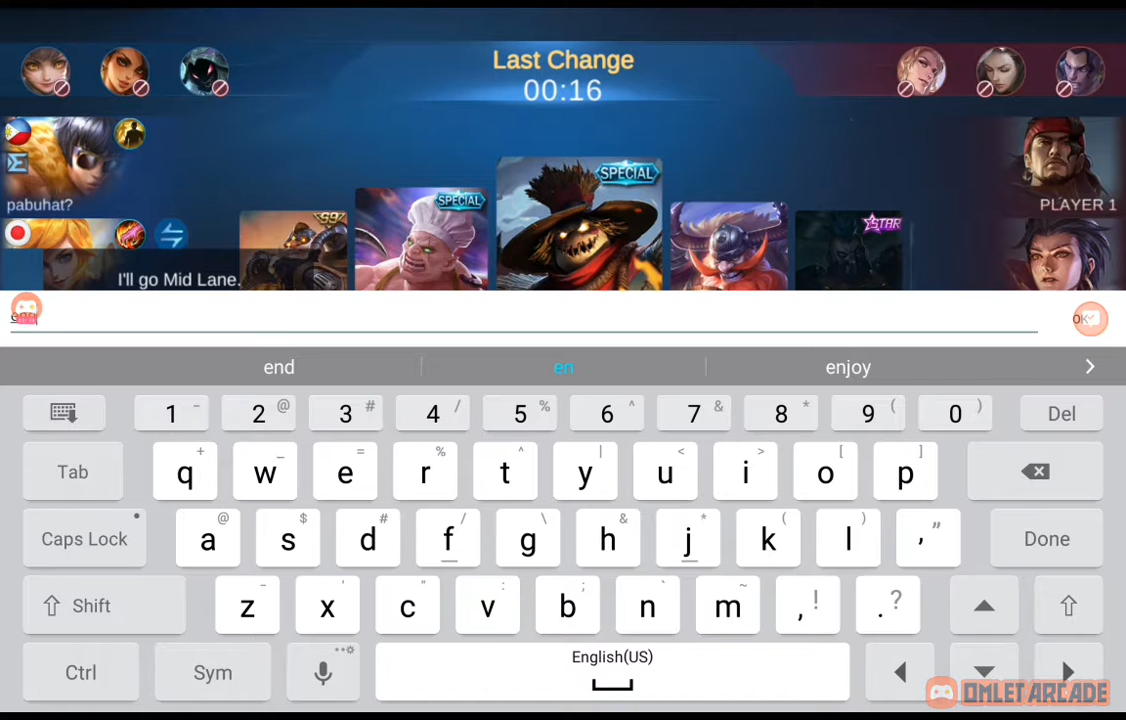 Last Change
00:16
SPECIAL
SPECIAL
99
STAR
pabuhat?
PLAYER 1
I'll go Mid Lane.
end en enjoy >
1 - 2 @ 3 # 4 / 5 % 6 ^ 7 & 8 * 9 ( 0 ) Del
Tab q + w _ e = r % t ^ y | u < i > o [ p ]
Caps Lock a @ s $ d # f / g \ h & j * k ( l ) ' " Done
Shift z - x ' c " v : b ; n ` m ~ , ! . ?
Ctrl Sym English(US)
OMLET ARCADE